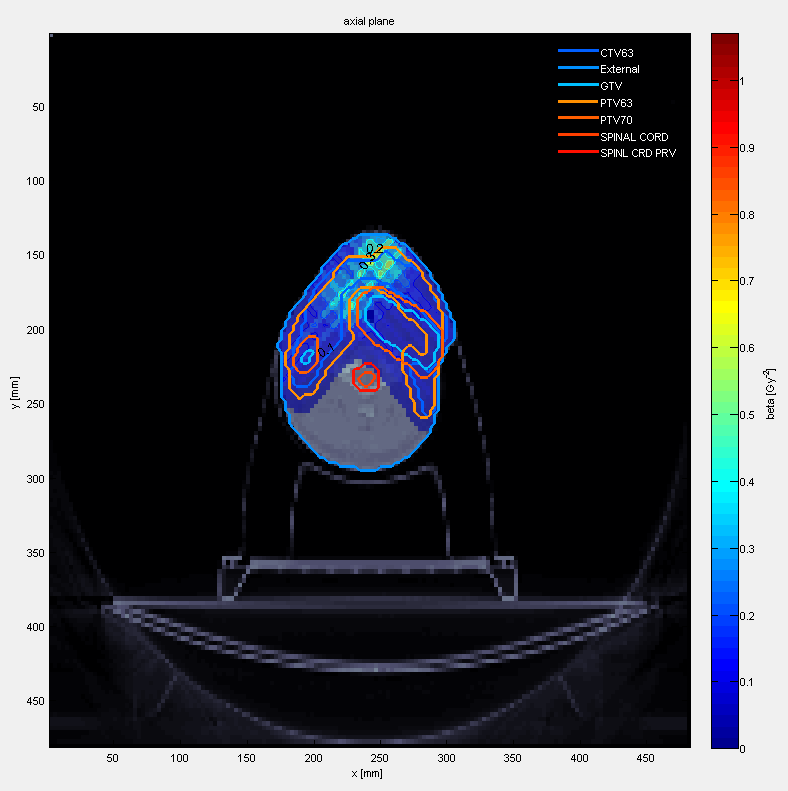 axial plane
CTV63
External
GTV
PTV63
PTV70
SPINAL CORD
SPINL CRD PRV
50
100
150
200
250
300
350
400
450
y [mm]
0.2
50
100
150
200
250
300
350
400
450
x [mm]
1
0.9
0.8
0.7
0.6
0.5
0.4
0.3
0.2
0.1
0
beta [Gy⁻²]